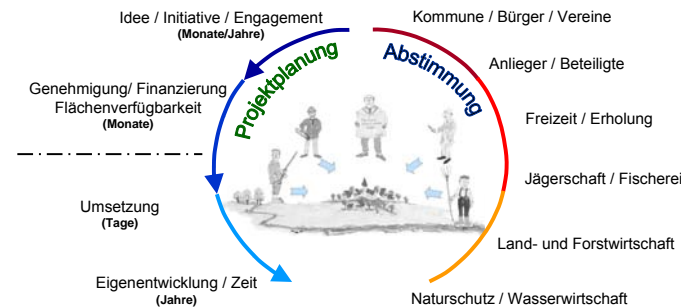 Idee / Initiative / Engagement
(Monate/Jahre)
Genehmigung/ Finanzierung
Flächenverfügbarkeit
(Monate)
Umsetzung
(Tage)
Eigenentwicklung / Zeit
(Jahre)
Projektplanung
Abstimmung
Kommune / Bürger / Vereine
Anlieger / Beteiligte
Freizeit / Erholung
Jägerschaft / Fischerei
Land- und Forstwirtschaft
Naturschutz / Wasserwirtschaft